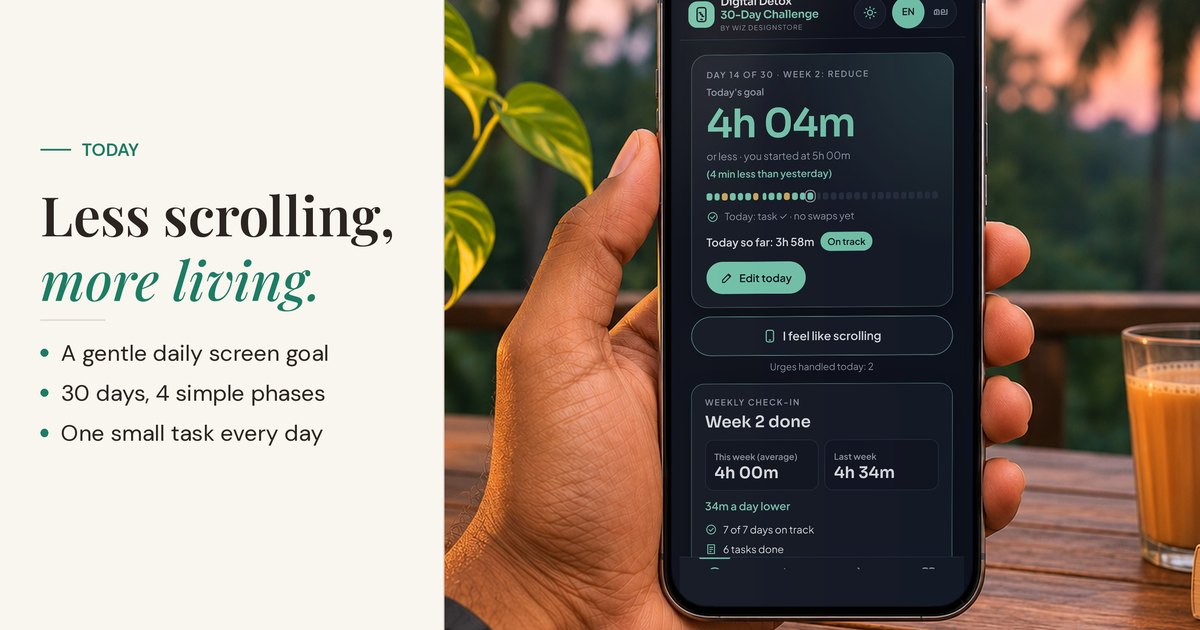 TODAY
Less scrolling,
more living.
A gentle daily screen goal
30 days, 4 simple phases
One small task every day
Digital Detox
30-Day Challenge
BY WIZ DESIGNSTORE
EN
മല
DAY 14 OF 30 · WEEK 2: REDUCE
Today's goal
4h 04m
or less · you started at 5h 00m
(4 min less than yesterday)
Today: task ✓ · no swaps yet
Today so far: 3h 58m On track
Edit today
I feel like scrolling
Urges handled today: 2
WEEKLY CHECK-IN
Week 2 done
This week (average)
4h 00m
Last week
4h 34m
34m a day lower
7 of 7 days on track
6 tasks done